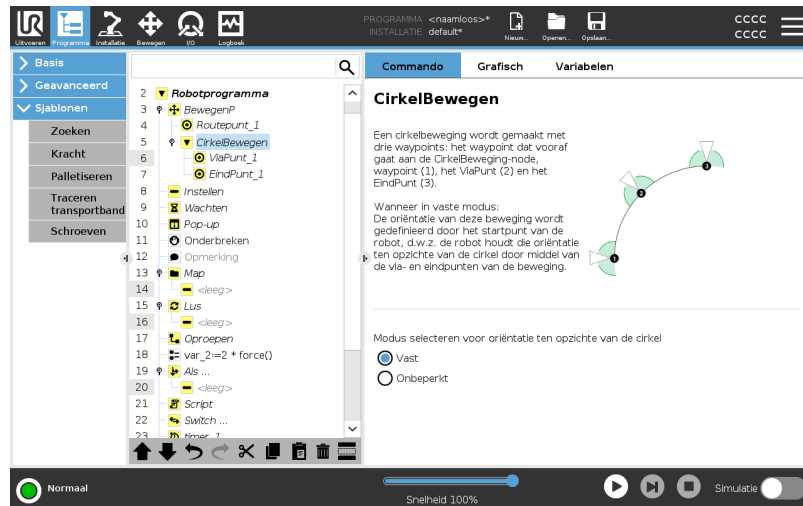 PROGRAMMA <naamloos>*
INSTALLATIE default*
Uitvoeren Programma Installatie Bewegen I/O Logboek
Nieuw... Openen... Opslaan...
CCCC
CCCC
Basis
Geavanceerd
Sjablonen
Zoeken
Kracht
Palletiseren
Traceren
transportband
Schroeven
2 Robotprogramma
3 BewegenP
4 Routepunt_1
5 CirkelBewegen
6 ViaPunt_1
7 EindPunt_1
8 Instellen
9 Wachten
10 Pop-up
11 Onderbreken
12 Opmerking
13 Map
14 <leeg>
15 Lus
16 <leeg>
17 Oproepen
18 var_2≔2 * force()
19 Als ...
20 <leeg>
21 Script
22 Switch ...
23 timer_1
Commando Grafisch Variabelen
CirkelBewegen
Een cirkelbeweging wordt gemaakt met
drie waypoints: het waypoint dat vooraf
gaat aan de CirkelBeweging-node,
waypoint (1), het ViaPunt (2) en het
EindPunt (3).
Wanneer in vaste modus:
De oriëntatie van deze beweging wordt
gedefinieerd door het startpunt van de
robot, d.w.z. de robot houdt die oriëntatie
ten opzichte van de cirkel door middel van
de via- en eindpunten van de beweging.
1
2
3
Modus selecteren voor oriëntatie ten opzichte van de cirkel
Vast
Onbeperkt
Normaal
Snelheid 100%
Simulatie